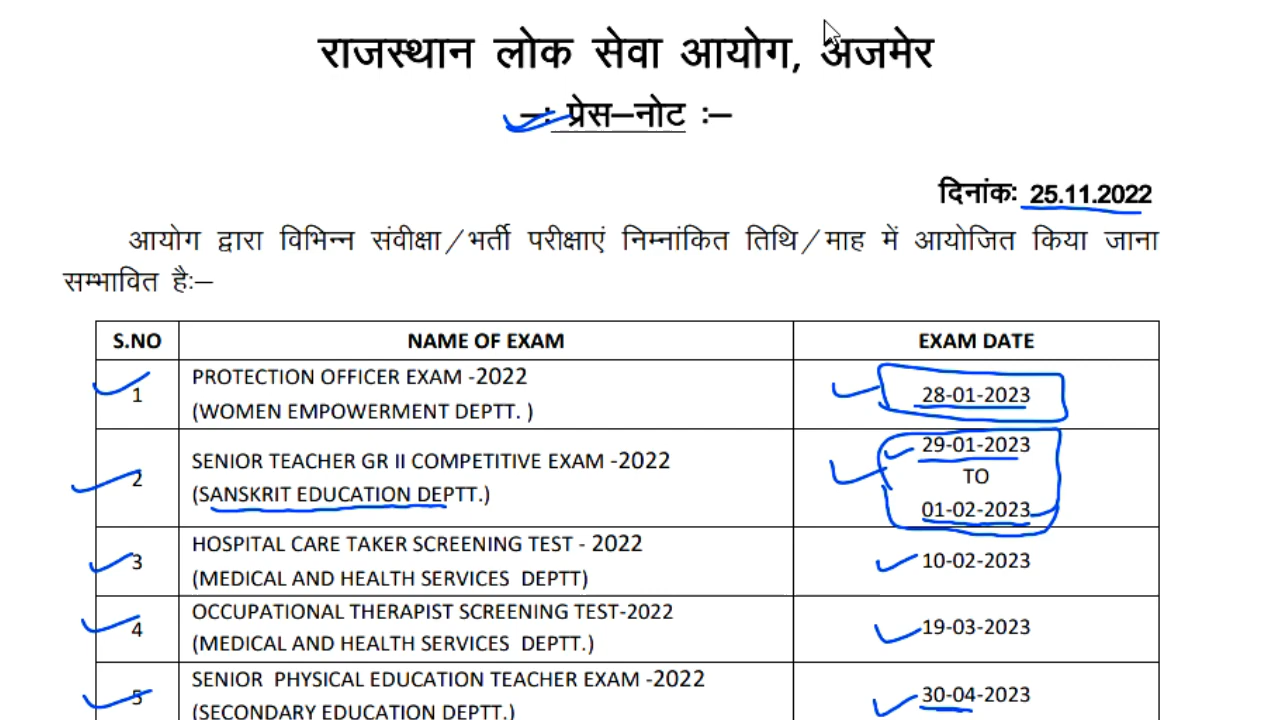 राजस्थान लोक सेवा आयोग, अजमेर
–: प्रेस–नोट :–
दिनांक: 25.11.2022
आयोग द्वारा विभिन्न संवीक्षा/भर्ती परीक्षाएं निम्नांकित तिथि/माह में आयोजित किया जाना
सम्भावित है:–
S.NO NAME OF EXAM EXAM DATE
1 PROTECTION OFFICER EXAM -2022
(WOMEN EMPOWERMENT DEPTT. ) 28-01-2023
2 SENIOR TEACHER GR II COMPETITIVE EXAM -2022
(SANSKRIT EDUCATION DEPTT.) 29-01-2023
TO
01-02-2023
3 HOSPITAL CARE TAKER SCREENING TEST - 2022
(MEDICAL AND HEALTH SERVICES DEPTT) 10-02-2023
4 OCCUPATIONAL THERAPIST SCREENING TEST-2022
(MEDICAL AND HEALTH SERVICES DEPTT.) 19-03-2023
5 SENIOR PHYSICAL EDUCATION TEACHER EXAM -2022
(SECONDARY EDUCATION DEPTT.) 30-04-2023